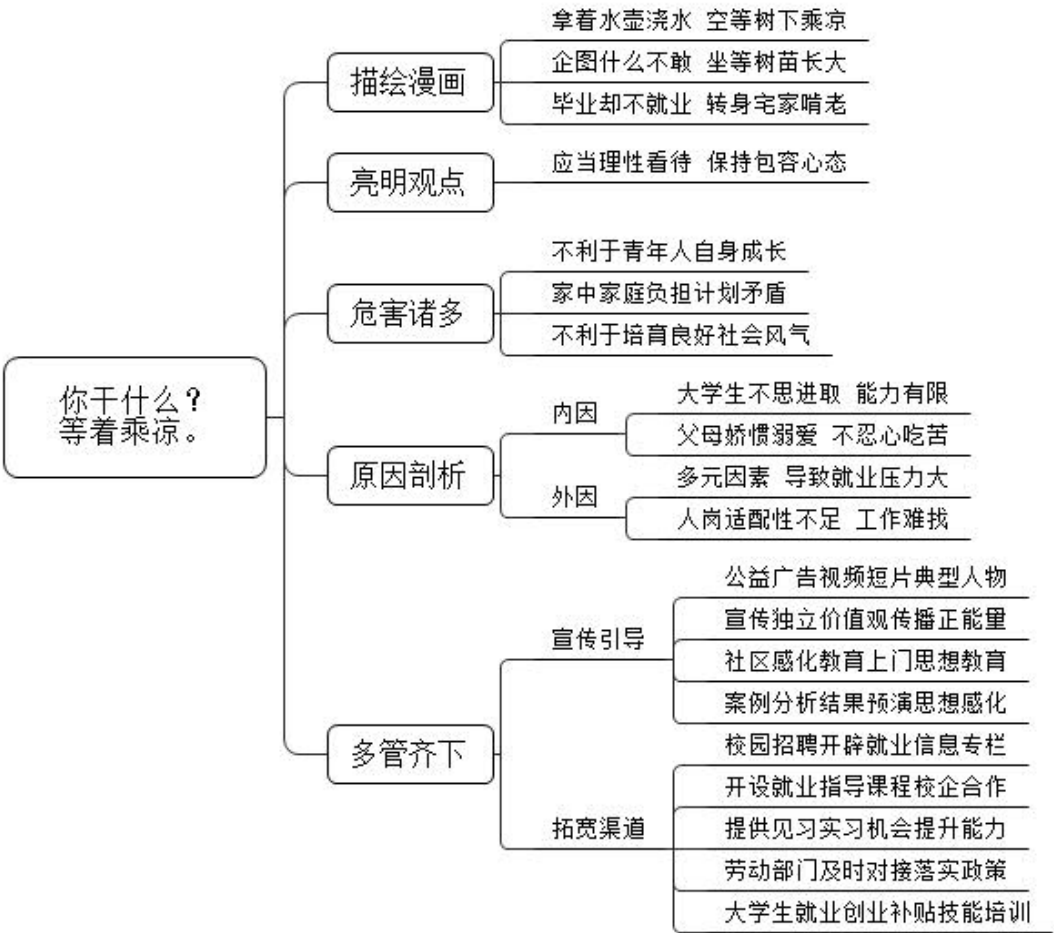 你干什么？
等着乘凉。
描绘漫画
拿着水壶浇水 空等树下乘凉
企图什么不敢 坐等树苗长大
毕业却不就业 转身宅家啃老
亮明观点
应当理性看待 保持包容心态
危害诸多
不利于青年人自身成长
家中家庭负担计划矛盾
不利于培育良好社会风气
原因剖析
内因
大学生不思进取 能力有限
父母娇惯溺爱 不忍心吃苦
外因
多元因素 导致就业压力大
人岗适配性不足 工作难找
多管齐下
宣传引导
公益广告视频短片典型人物
宣传独立价值观传播正能量
社区感化教育上门思想教育
案例分析结果预演思想感化
拓宽渠道
校园招聘开辟就业信息专栏
开设就业指导课程校企合作
提供见习实习机会提升能力
劳动部门及时对接落实政策
大学生就业创业补贴技能培训